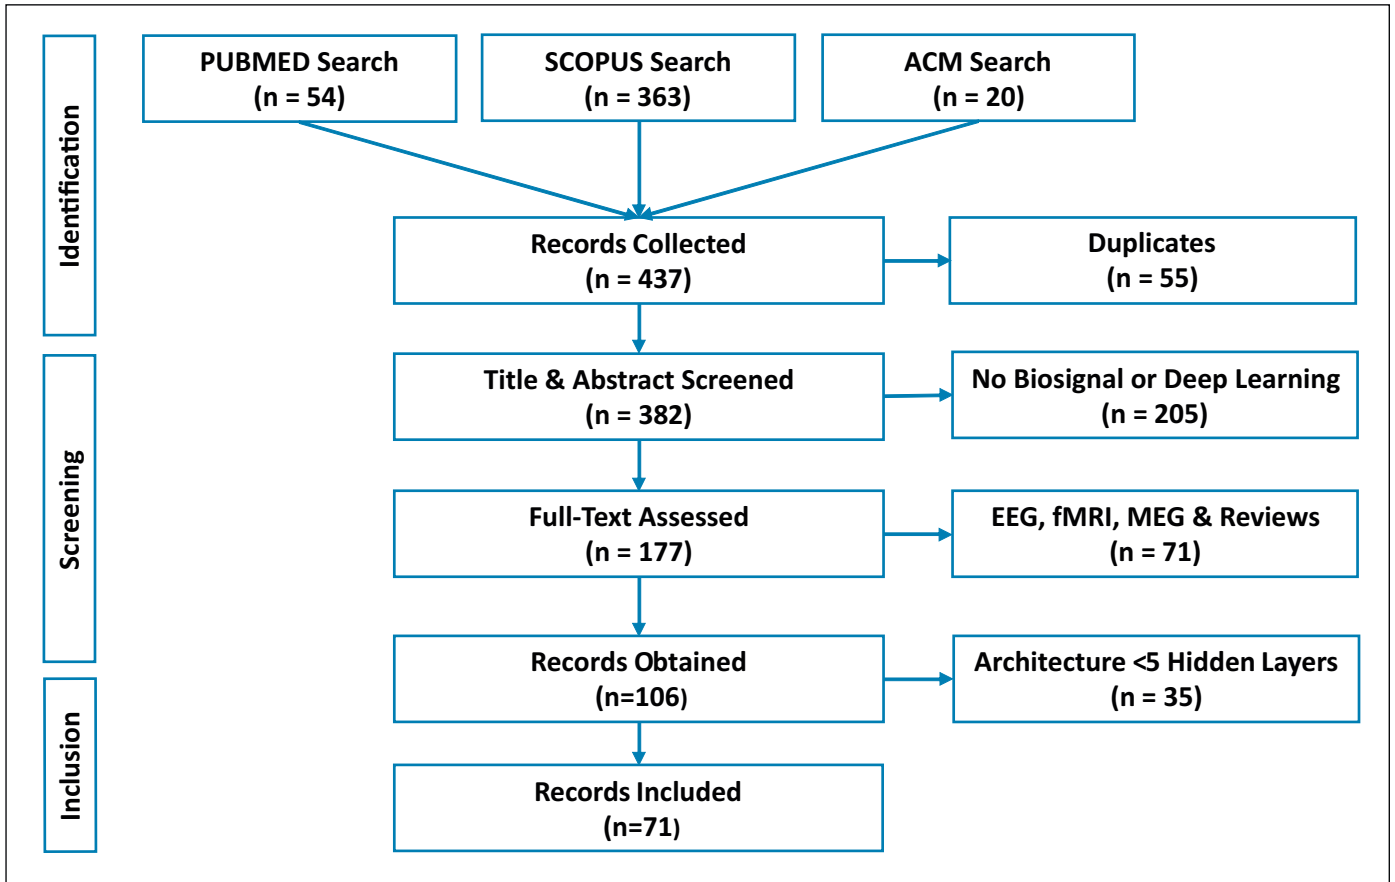 Identification
PUBMED Search
(n = 54)
SCOPUS Search
(n = 363)
ACM Search
(n = 20)
Records Collected
(n = 437)
Duplicates
(n = 55)
Screening
Title & Abstract Screened
(n = 382)
No Biosignal or Deep Learning
(n = 205)
Full-Text Assessed
(n = 177)
EEG, fMRI, MEG & Reviews
(n = 71)
Records Obtained
(n=106)
Architecture <5 Hidden Layers
(n = 35)
Inclusion
Records Included
(n=71)